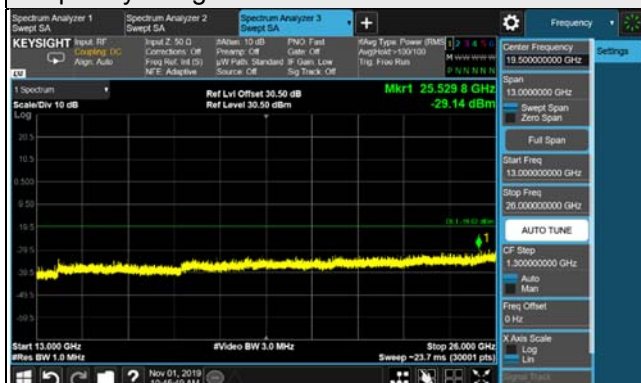 Spectrum Analyzer 1
Swept SA
Spectrum Analyzer 2
Swept SA
Spectrum Analyzer 3
Swept SA
Frequency
KEYSIGHT
Input: RF
Coupling: DC
Align: Auto
Input Z: 50 Ω
Corrections: Off
Freq Ref: Int (S)
NFE: Adaptive
#Atten: 10 dB
Preamp: Off
µW Path: Standard
Source: Off
PNO: Fast
Gate: Off
IF Gain: Low
Sig Track: Off
#Avg Type: Power (RMS)
Avg|Hold: >100/100
Trig: Free Run
1 2 3 4 5 6
M W W W W W
P N N N N N
Center Frequency
19.500000000 GHz
Settings
Span
13.0000000 GHz
Swept Span
Zero Span
Full Span
Start Freq
13.000000000 GHz
Stop Freq
26.000000000 GHz
AUTO TUNE
CF Step
1.300000000 GHz
Auto
Man
Freq Offset
0 Hz
X Axis Scale
Log
Lin
Signal Track
LXI
1 Spectrum
Scale/Div 10 dB
Log
Ref Lvl Offset 30.50 dB
Ref Level 30.50 dBm
Mkr1 25.529 8 GHz
-29.14 dBm
20.5
10.5
0.500
-9.50
-19.5
-29.5
-39.5
-49.5
-59.5
1
Start 13.000 GHz
#Res BW 1.0 MHz
#Video BW 3.0 MHz
Stop 26.000 GHz
Sweep ~23.7 ms (30001 pts)
?
Nov 01, 2019